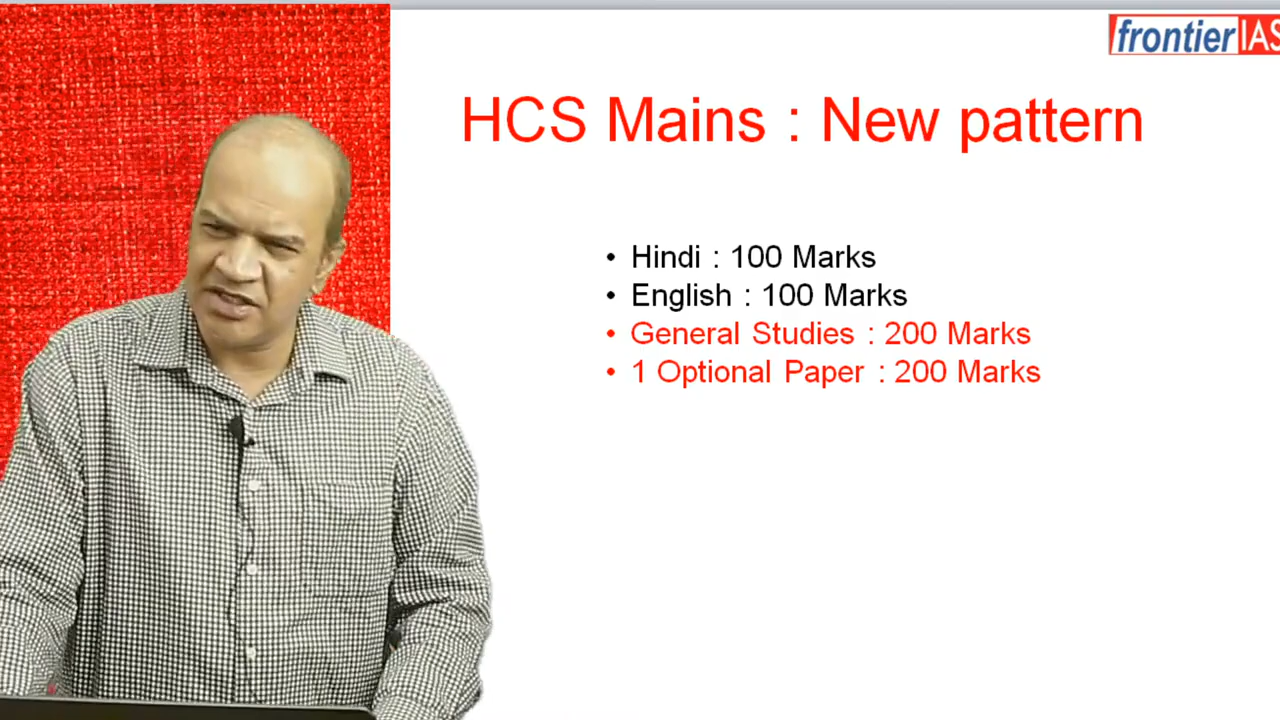 frontierIAS
HCS Mains : New pattern
• Hindi : 100 Marks
• English : 100 Marks
• General Studies : 200 Marks
• 1 Optional Paper : 200 Marks